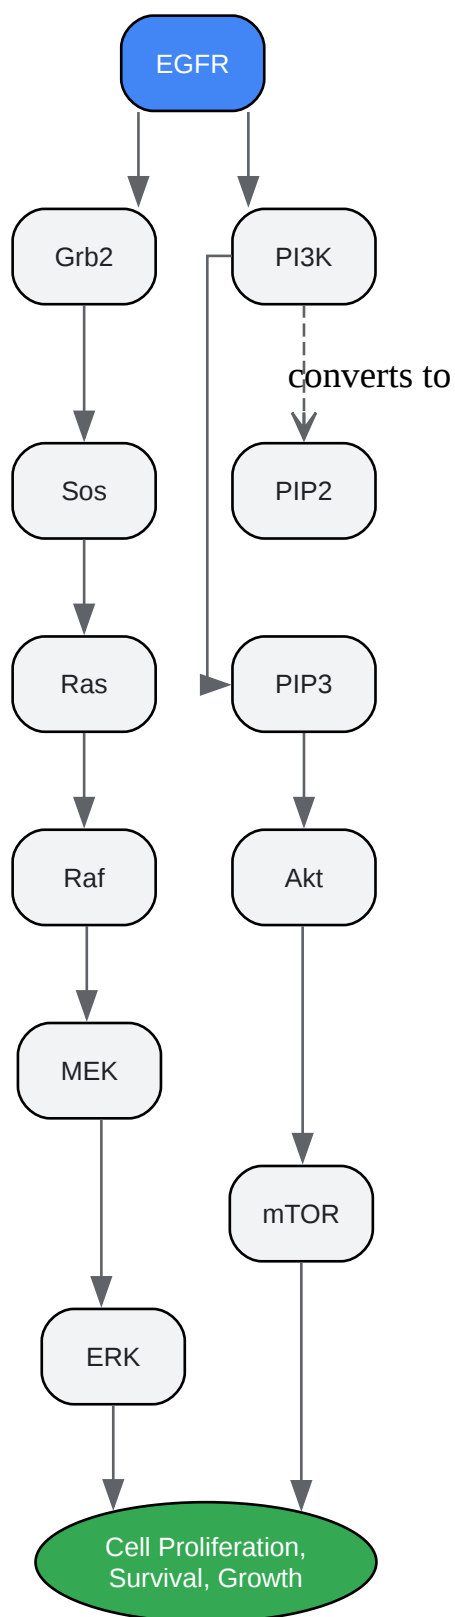 EGFR
Grb2
PI3K
converts to
Sos
PIP2
Ras
PIP3
Raf
Akt
MEK
mTOR
ERK
Cell Proliferation,
Survival, Growth